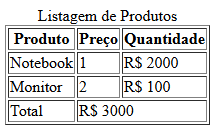 Listagem de Produtos
Produto Preço Quantidade
Notebook 1 R$ 2000
Monitor 2 R$ 100
Total R$ 3000